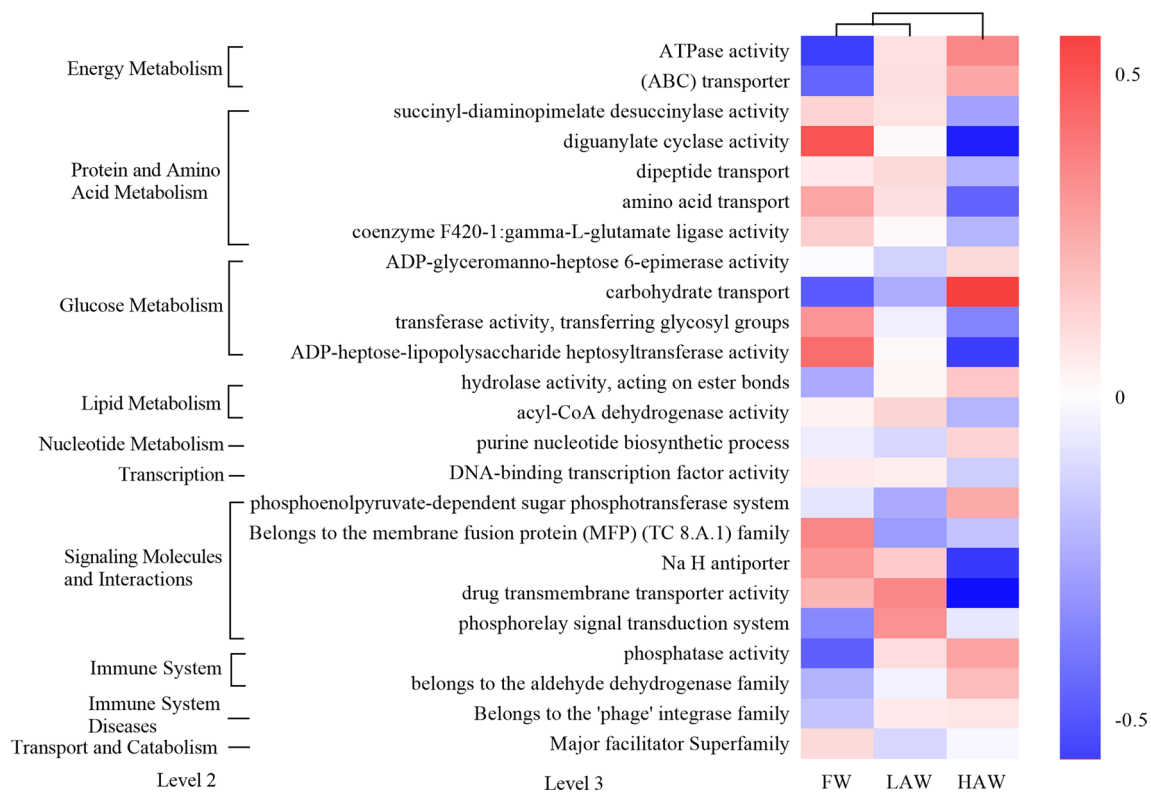 ATPase activity
Energy Metabolism
(ABC) transporter
succinyl-diaminopimelate desuccinylase activity
diguanylate cyclase activity
Protein and Amino
Acid Metabolism
dipeptide transport
amino acid transport
coenzyme F420-1:gamma-L-glutamate ligase activity
ADP-glyceromanno-heptose 6-epimerase activity
Glucose Metabolism
carbohydrate transport
transferase activity, transferring glycosyl groups
ADP-heptose-lipopolysaccharide heptosyltransferase activity
Lipid Metabolism
hydrolase activity, acting on ester bonds
acyl-CoA dehydrogenase activity
Nucleotide Metabolism
purine nucleotide biosynthetic process
Transcription
DNA-binding transcription factor activity
phosphoenolpyruvate-dependent sugar phosphotransferase system
Belongs to the membrane fusion protein (MFP) (TC 8.A.1) family
Signaling Molecules
and Interactions
Na H antiporter
drug transmembrane transporter activity
phosphorelay signal transduction system
Immune System
phosphatase activity
belongs to the aldehyde dehydrogenase family
Immune System
Diseases
Belongs to the 'phage' integrase family
Transport and Catabolism
Major facilitator Superfamily
Level 2
Level 3
FW
LAW
HAW
0.5
0
-0.5